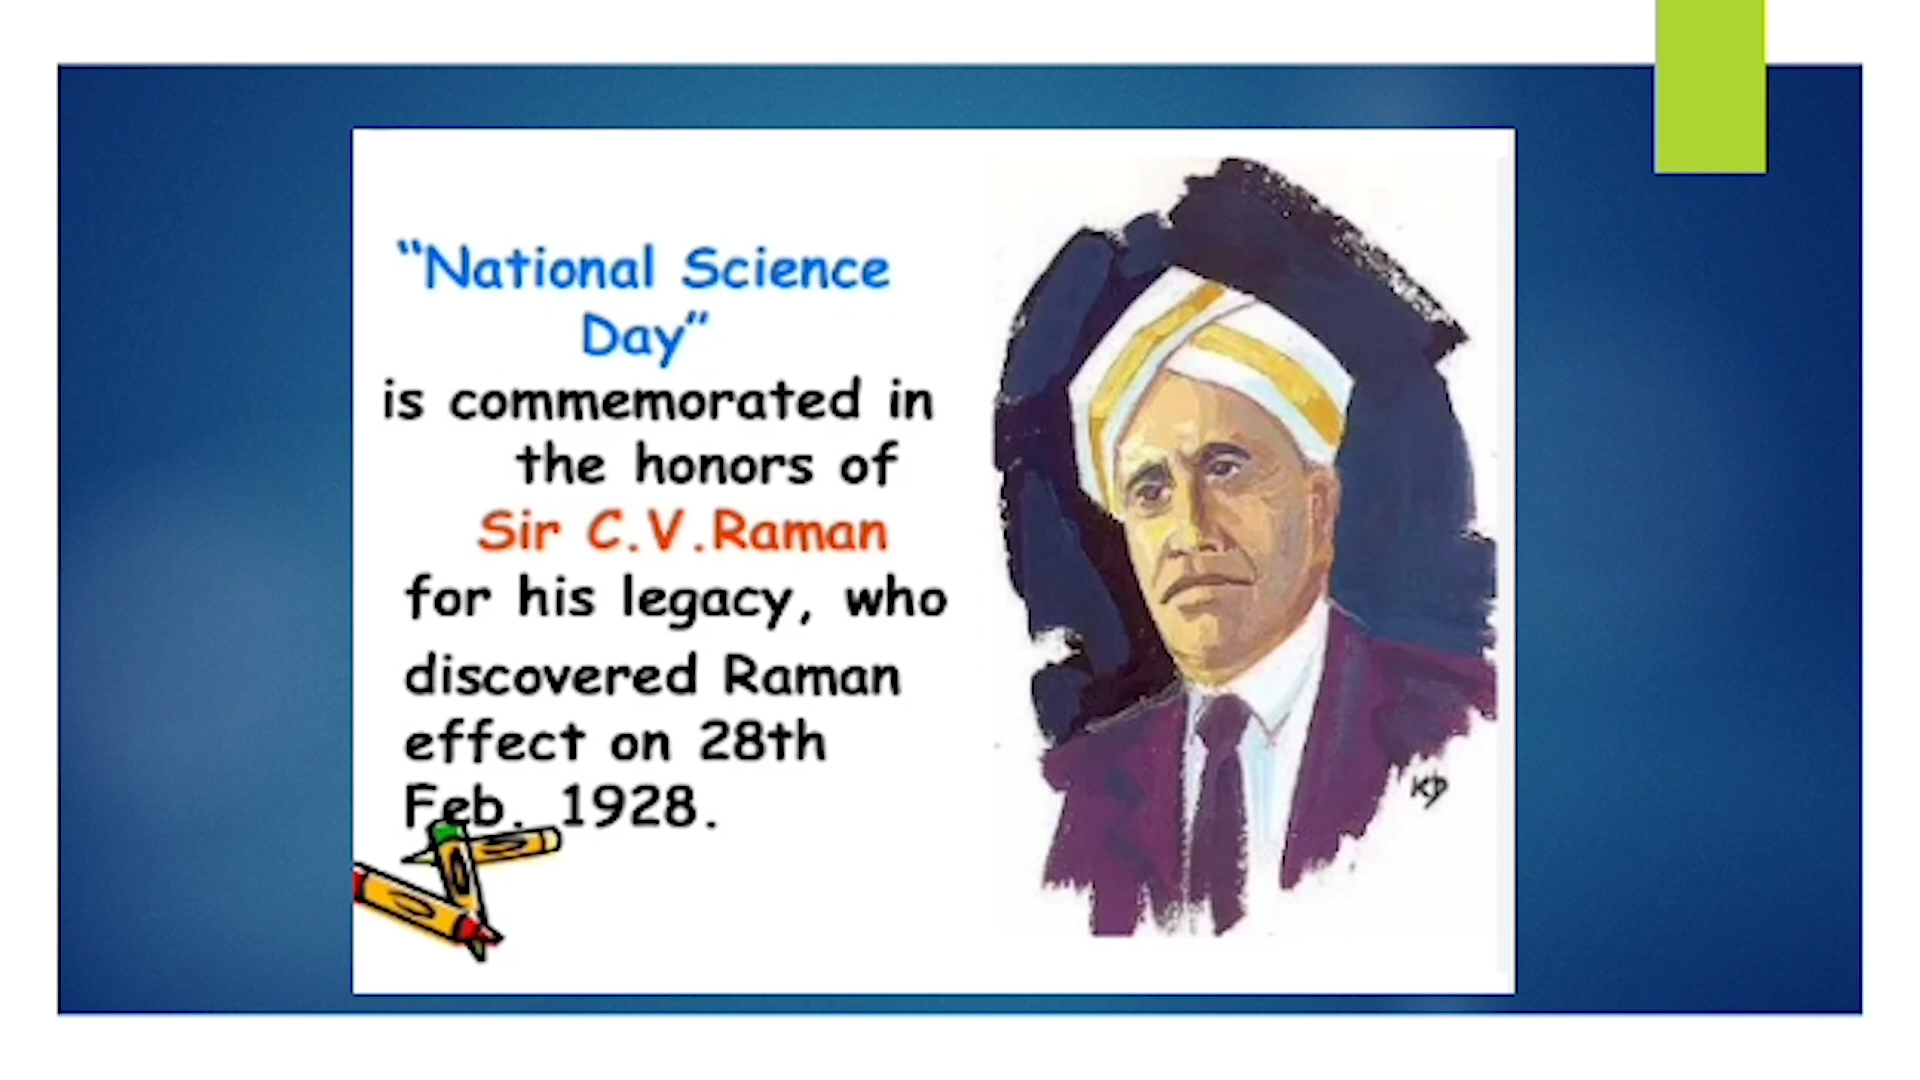 “National Science
Day”
is commemorated in
the honors of
Sir C.V.Raman
for his legacy, who
discovered Raman
effect on 28th
Feb. 1928.
KD